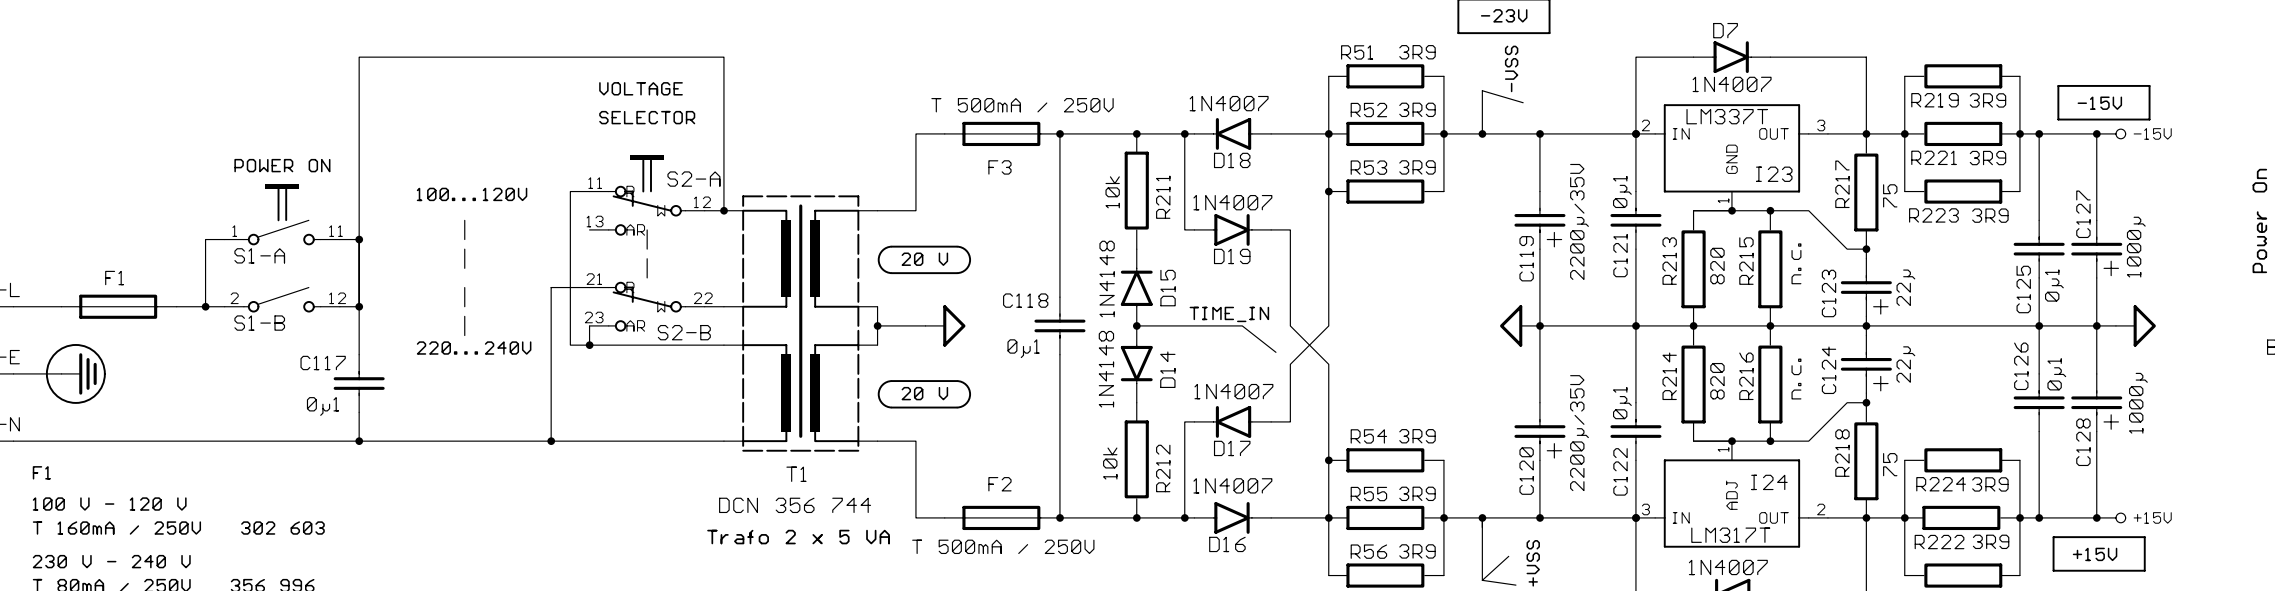 -23V
-VSS
D7
1N4007
VOLTAGE
SELECTOR
POWER ON
T 500mA / 250V
F3
1N4007
D18
R51 3R9
R52 3R9
R53 3R9
LM337T
IN
OUT
GND
I23
2
3
1
R219 3R9
R221 3R9
R223 3R9
-15V
-15V
100...120V
220...240V
11
S2-A
R
W
12
13
AR
21
R
W
22
23
AR
S2-B
1
11
S1-A
2
12
S1-B
F1
-L
-E
-N
C117
0µ1
20 V
20 V
C118
0µ1
10k
R211
1N4148
D15
1N4148
D14
10k
R212
1N4007
D19
TIME_IN
1N4007
D17
1N4007
D16
C119
2200µ/35V
C121
0µ1
R213
820
R215
n.c.
R217
75
C123
22µ
C125
0µ1
C127
1000µ
Power On
C120
2200µ/35V
C122
0µ1
R214
820
R216
n.c.
C124
22µ
R218
75
C126
0µ1
C128
1000µ
R54 3R9
R55 3R9
R56 3R9
+VSS
3
IN
OUT
2
ADJ
1
I24
LM317T
1N4007
R224 3R9
R222 3R9
+15V
+15V
T1
DCN 356 744
Trafo 2 x 5 VA
F2
T 500mA / 250V
F1
100 V - 120 V
T 160mA / 250V 302 603
230 V - 240 V
T 80mA / 250V 356 996